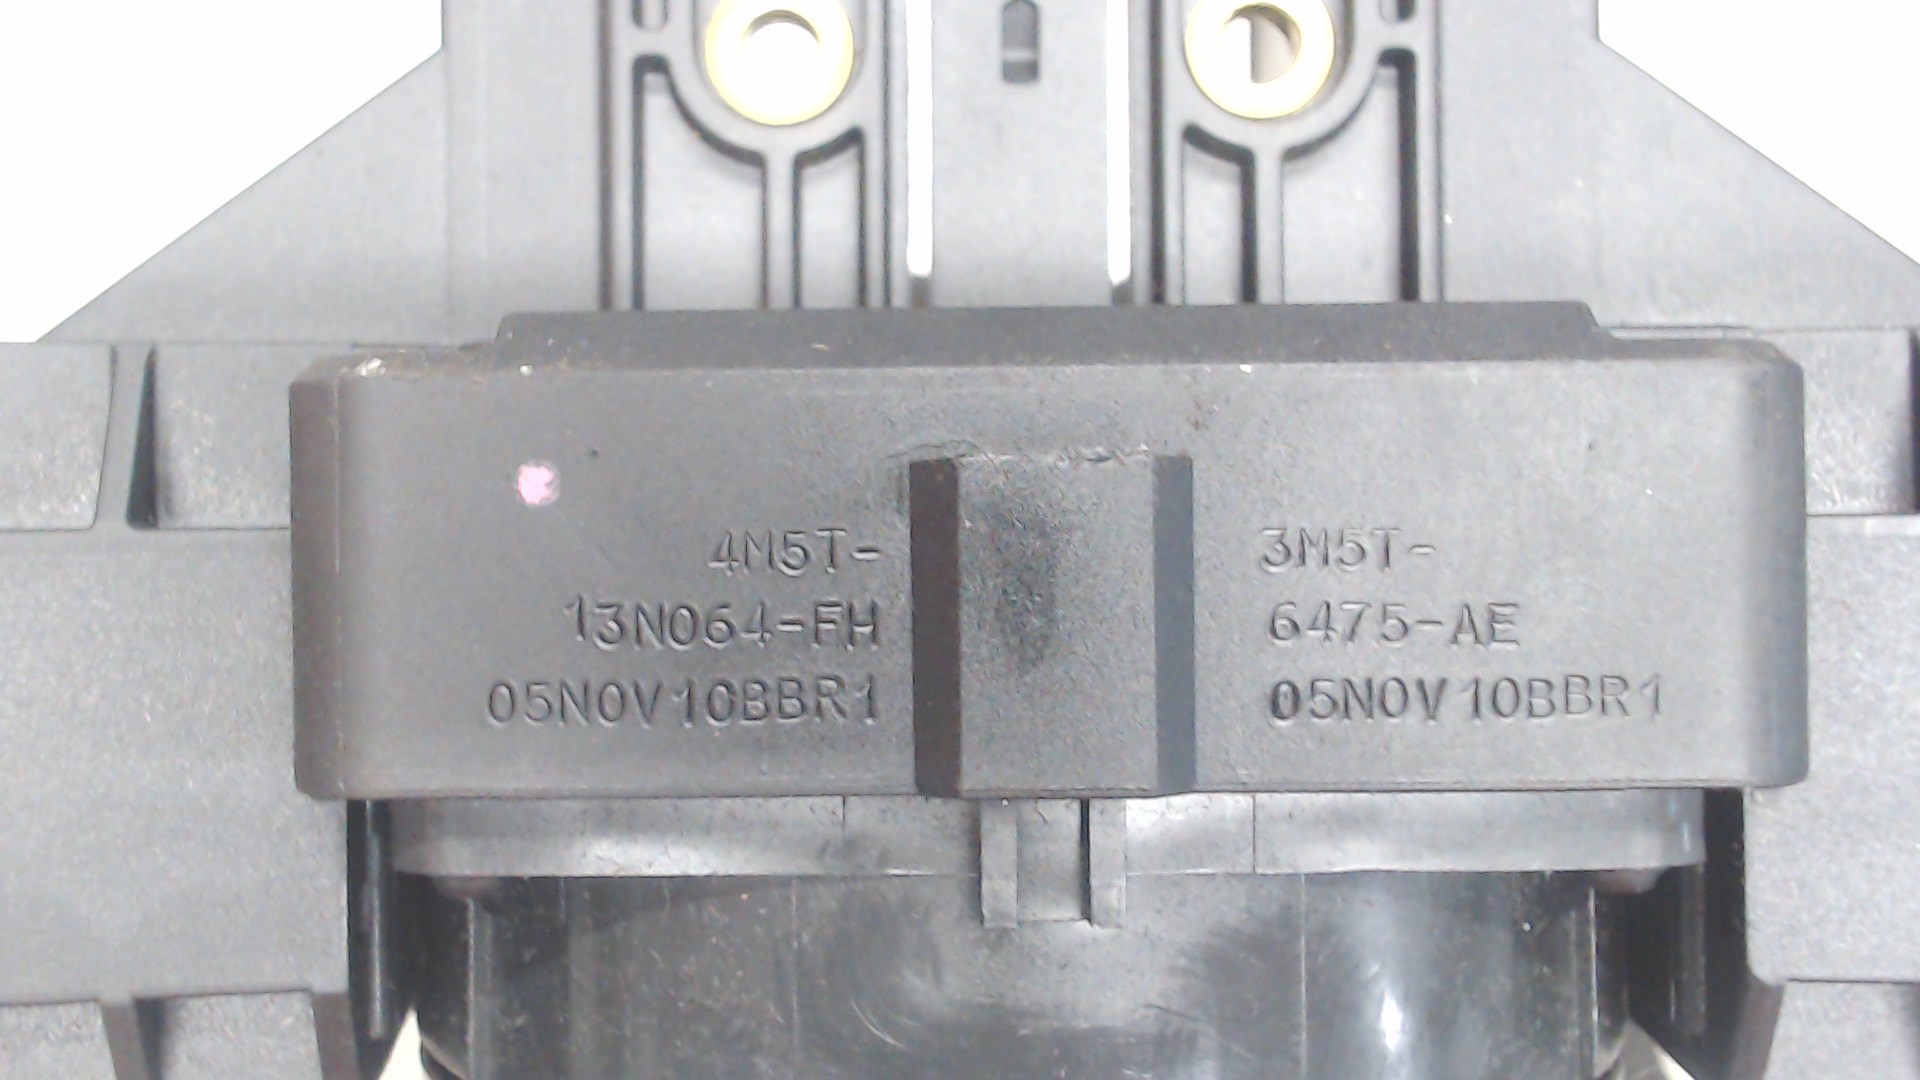 4M5T-
13N064-FH
05NOV10BBR1
3M5T-
6475-AE
05NOV10BBR1